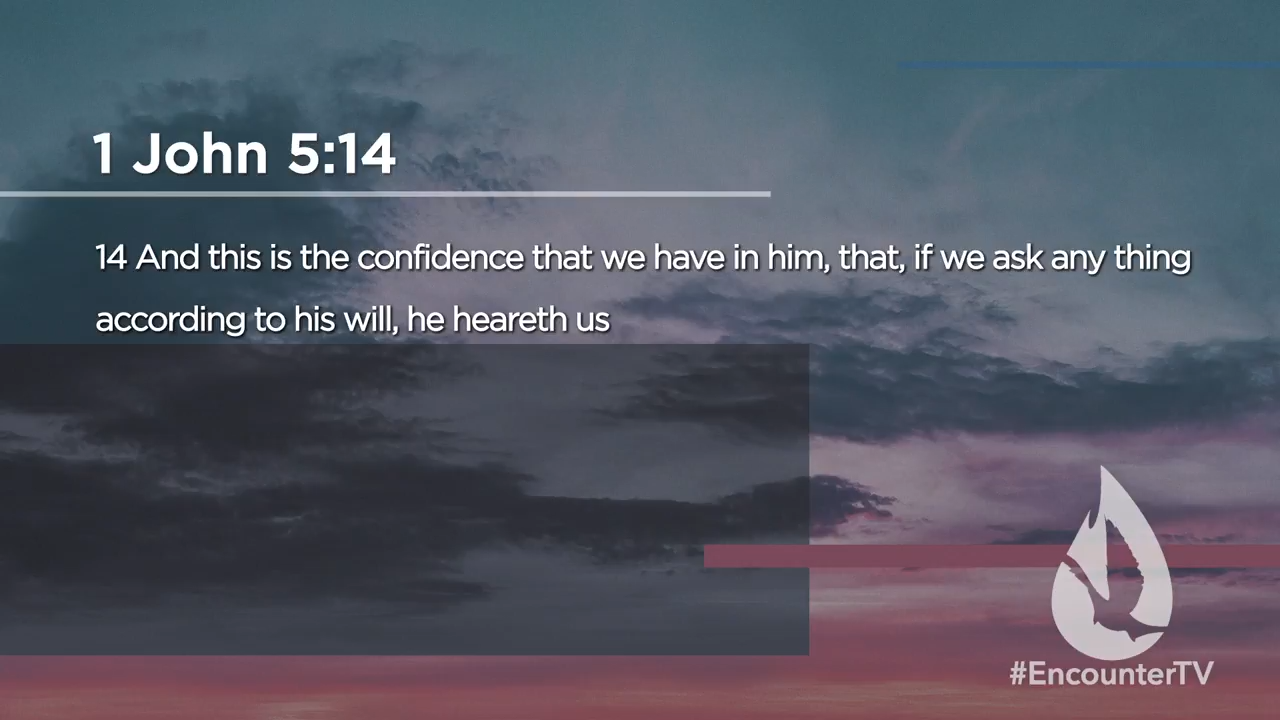 1 John 5:14
14 And this is the confidence that we have in him, that, if we ask any thing
according to his will, he heareth us
#EncounterTV